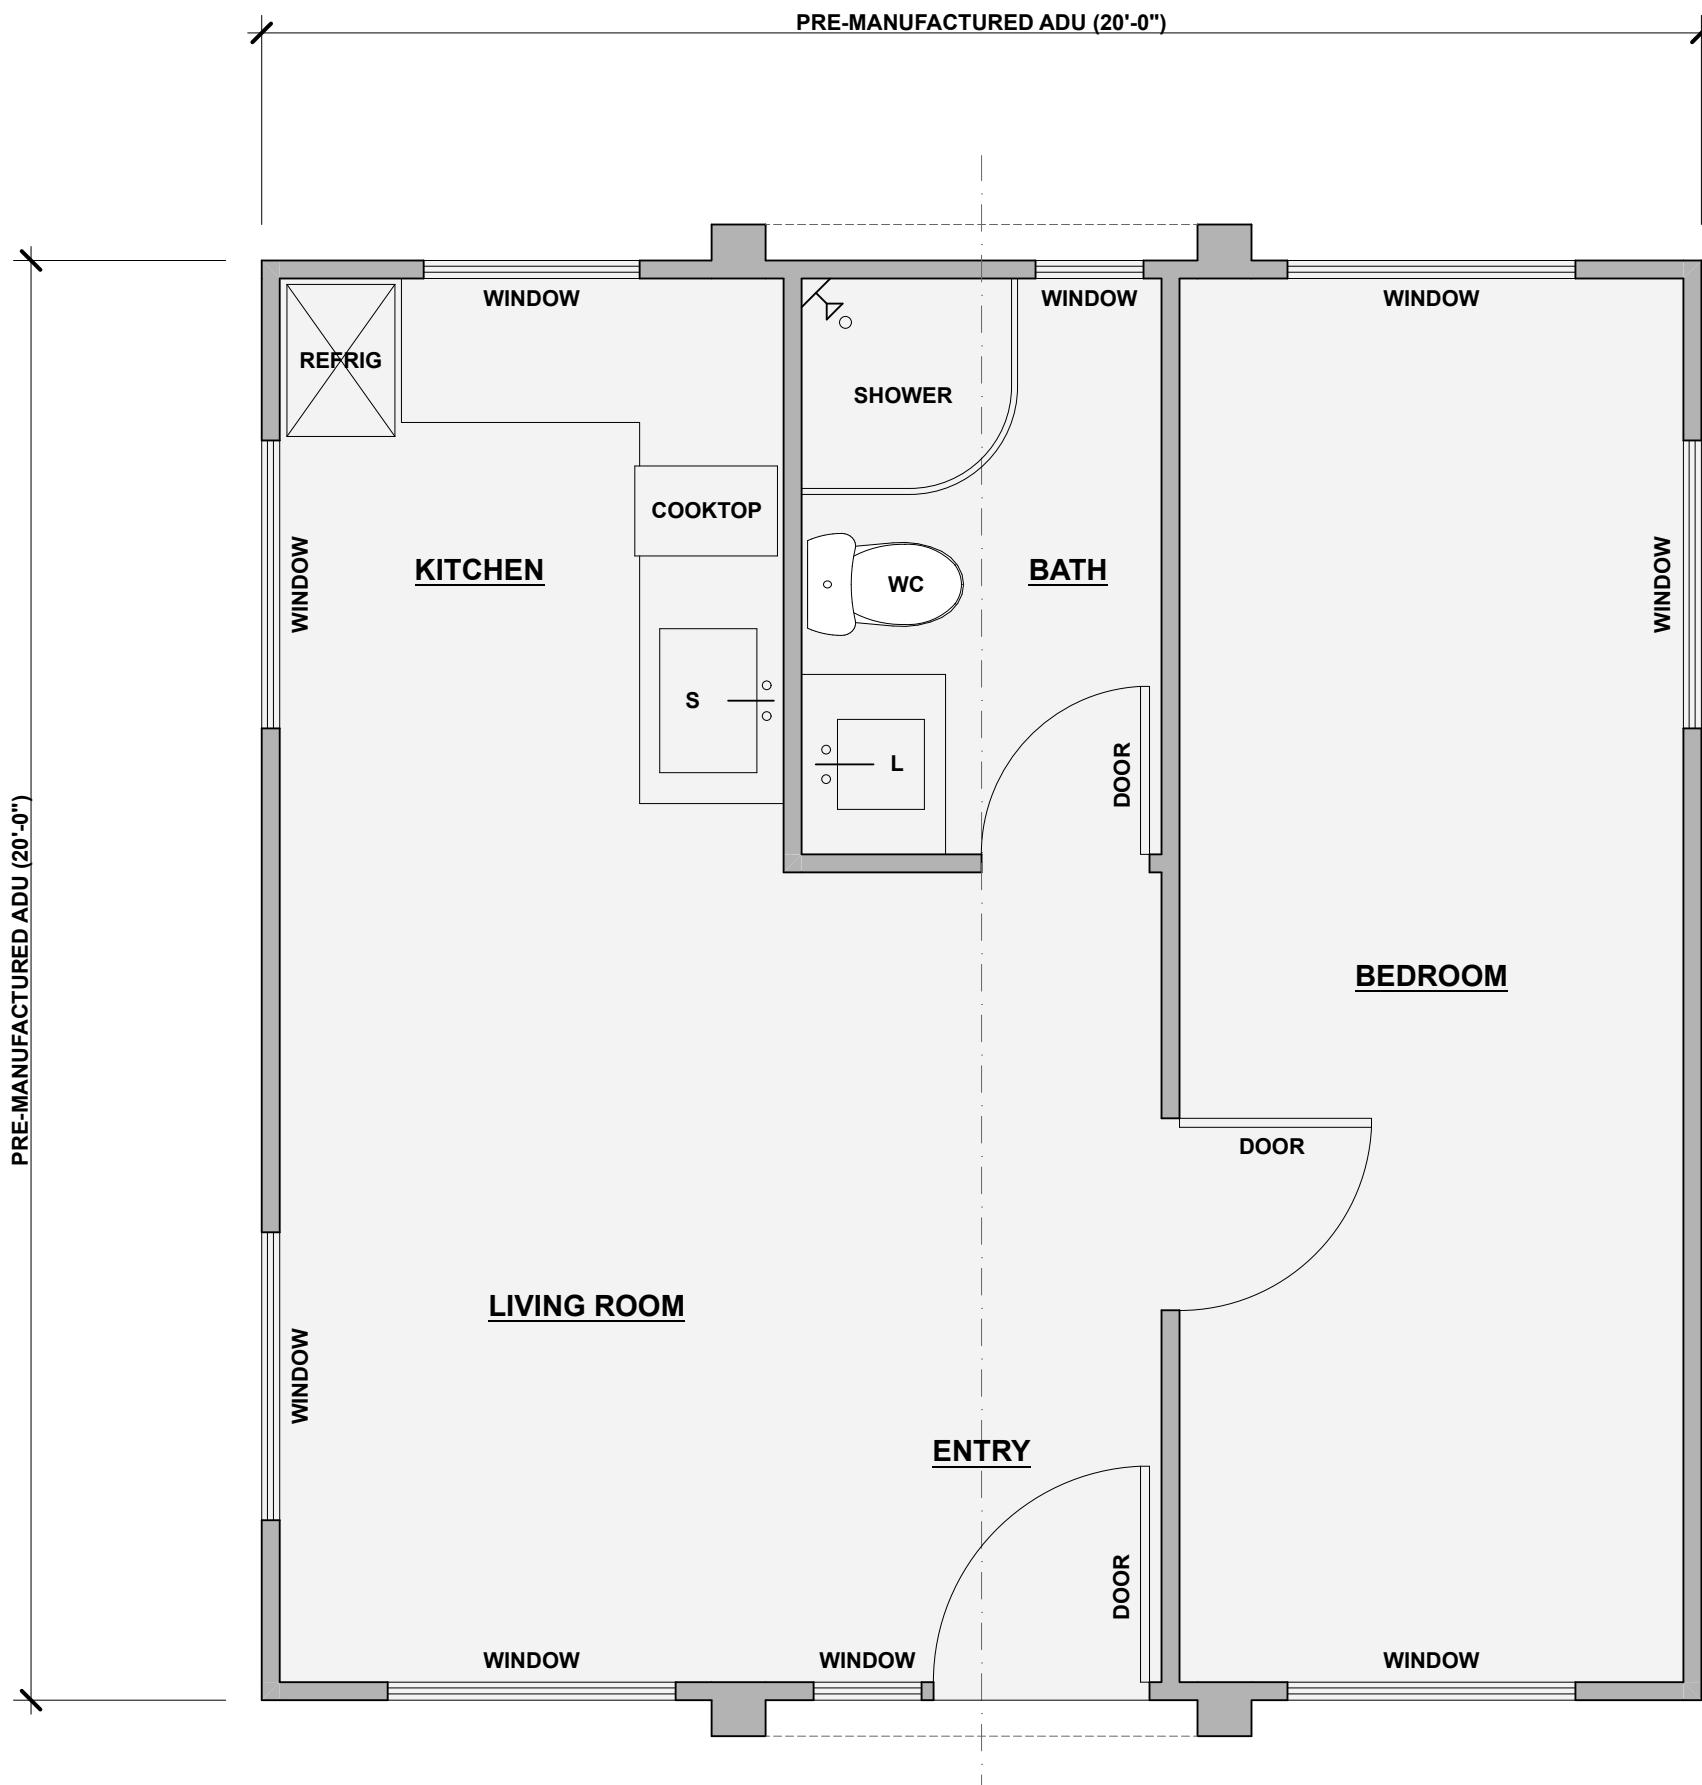 PRE-MANUFACTURED ADU (20'-0")
WINDOW
WINDOW
WINDOW
REFRIG
SHOWER
COOKTOP
KITCHEN
WC
BATH
WINDOW
WINDOW
S
L
DOOR
PRE-MANUFACTURED ADU (20'-0")
BEDROOM
DOOR
LIVING ROOM
WINDOW
ENTRY
DOOR
WINDOW
WINDOW
WINDOW